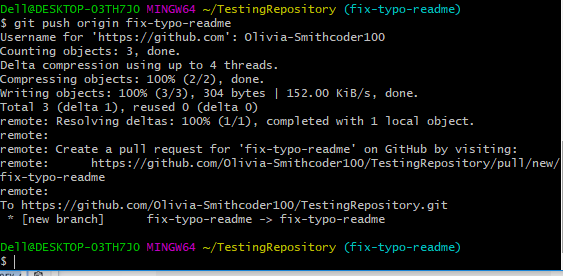 Dell@DESKTOP-O3TH7JO MINGW64 ~/TestingRepository (fix-typo-readme)
$ git push origin fix-typo-readme
Username for 'https://github.com': Olivia-Smithcoder100
Counting objects: 3, done.
Delta compression using up to 4 threads.
Compressing objects: 100% (2/2), done.
Writing objects: 100% (3/3), 304 bytes | 152.00 KiB/s, done.
Total 3 (delta 1), reused 0 (delta 0)
remote: Resolving deltas: 100% (1/1), completed with 1 local object.
remote:
remote: Create a pull request for 'fix-typo-readme' on GitHub by visiting:
remote:      https://github.com/Olivia-Smithcoder100/TestingRepository/pull/new/
fix-typo-readme
remote:
To https://github.com/Olivia-Smithcoder100/TestingRepository.git
 * [new branch]      fix-typo-readme -> fix-typo-readme
Dell@DESKTOP-O3TH7JO MINGW64 ~/TestingRepository (fix-typo-readme)
$